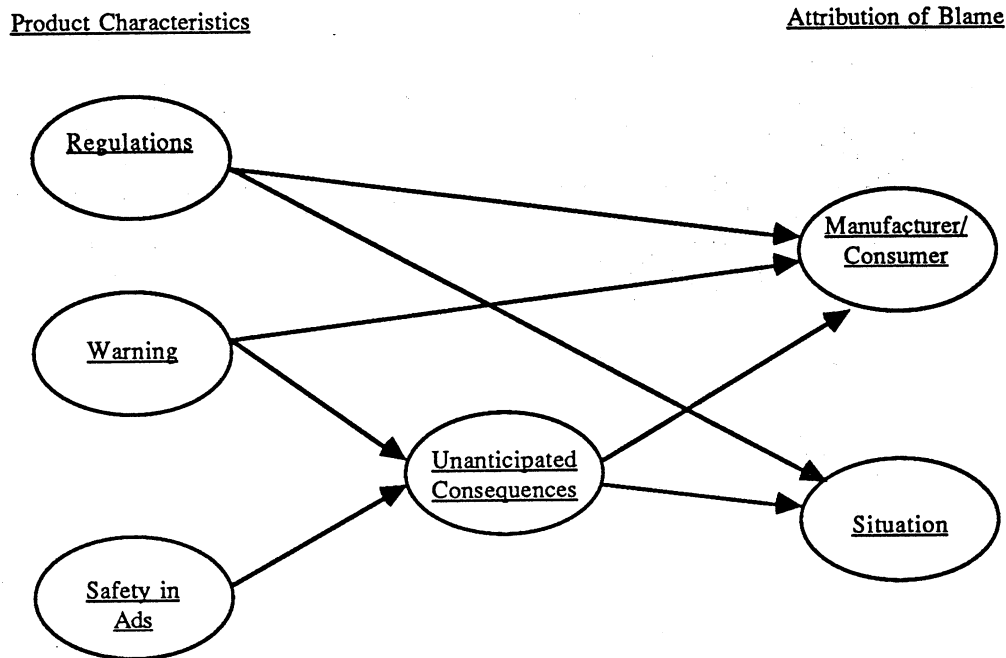 Product Characteristics
Attribution of Blame
Regulations
Manufacturer/
Consumer
Warning
Unanticipated
Consequences
Situation
Safety in
Ads